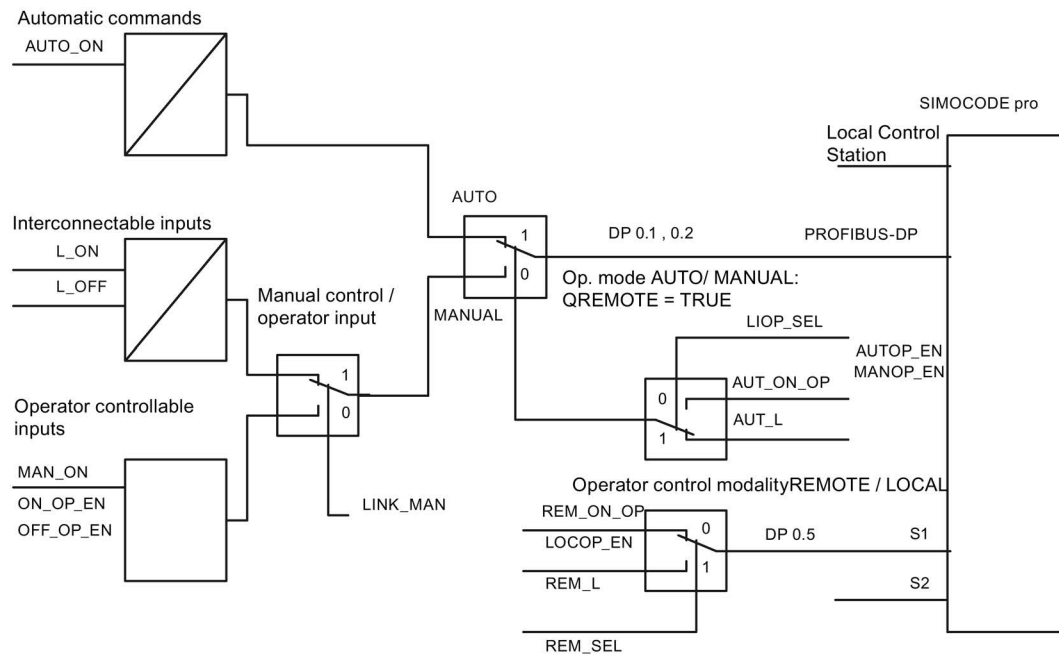 Automatic commands
AUTO_ON
SIMOCODE pro
Local Control
Station
AUTO
Interconnectable inputs
L_ON
L_OFF
1
0
DP 0.1 , 0.2
PROFIBUS-DP
Op. mode AUTO/ MANUAL:
QREMOTE = TRUE
Manual control /
operator input
MANUAL
LIOP_SEL
AUTOP_EN
MANOP_EN
1
0
0
1
AUT_ON_OP
AUT_L
Operator controllable
inputs
MAN_ON
ON_OP_EN
OFF_OP_EN
LINK_MAN
Operator control modalityREMOTE / LOCAL
REM_ON_OP
LOCOP_EN
REM_L
0
1
DP 0.5
S1
S2
REM_SEL